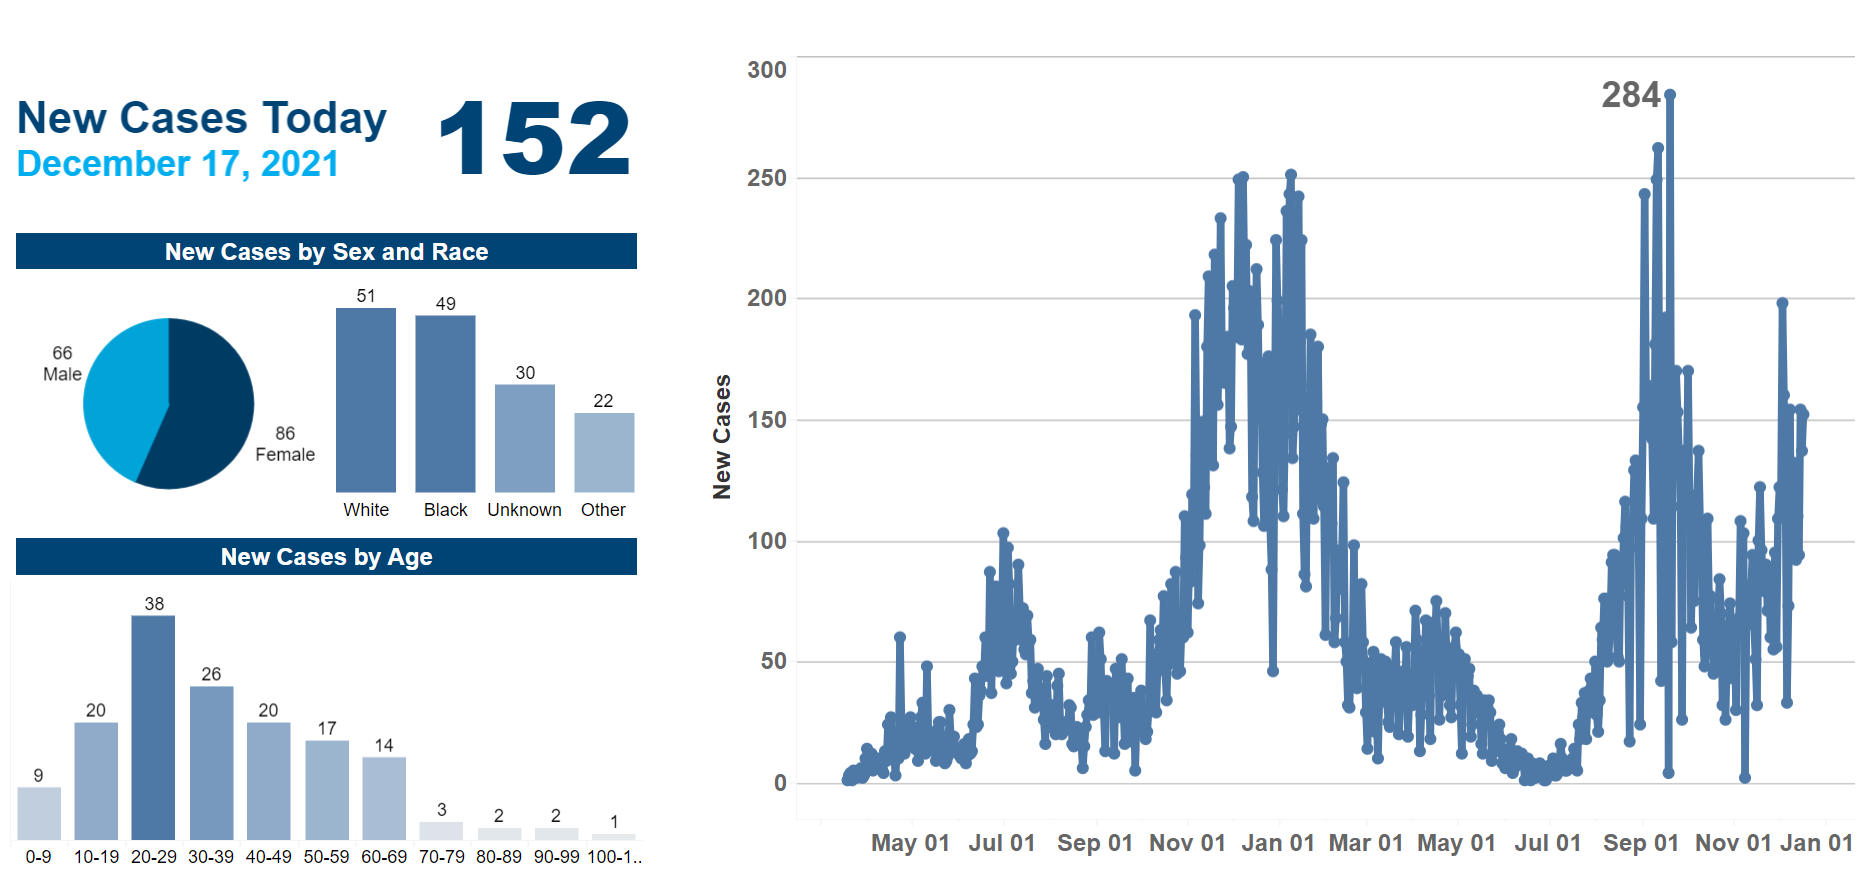 New Cases Today
December 17, 2021
152
New Cases by Sex and Race
66
Male
86
Female
51
49
30
22
White Black Unknown Other
New Cases by Age
9
20
38
26
20
17
14
3
2
2
1
0-9 10-19 20-29 30-39 40-49 50-59 60-69 70-79 80-89 90-99 100-1..
New Cases
300
250
200
150
100
50
0
284
May 01 Jul 01 Sep 01 Nov 01 Jan 01 Mar 01 May 01 Jul 01 Sep 01 Nov 01 Jan 01